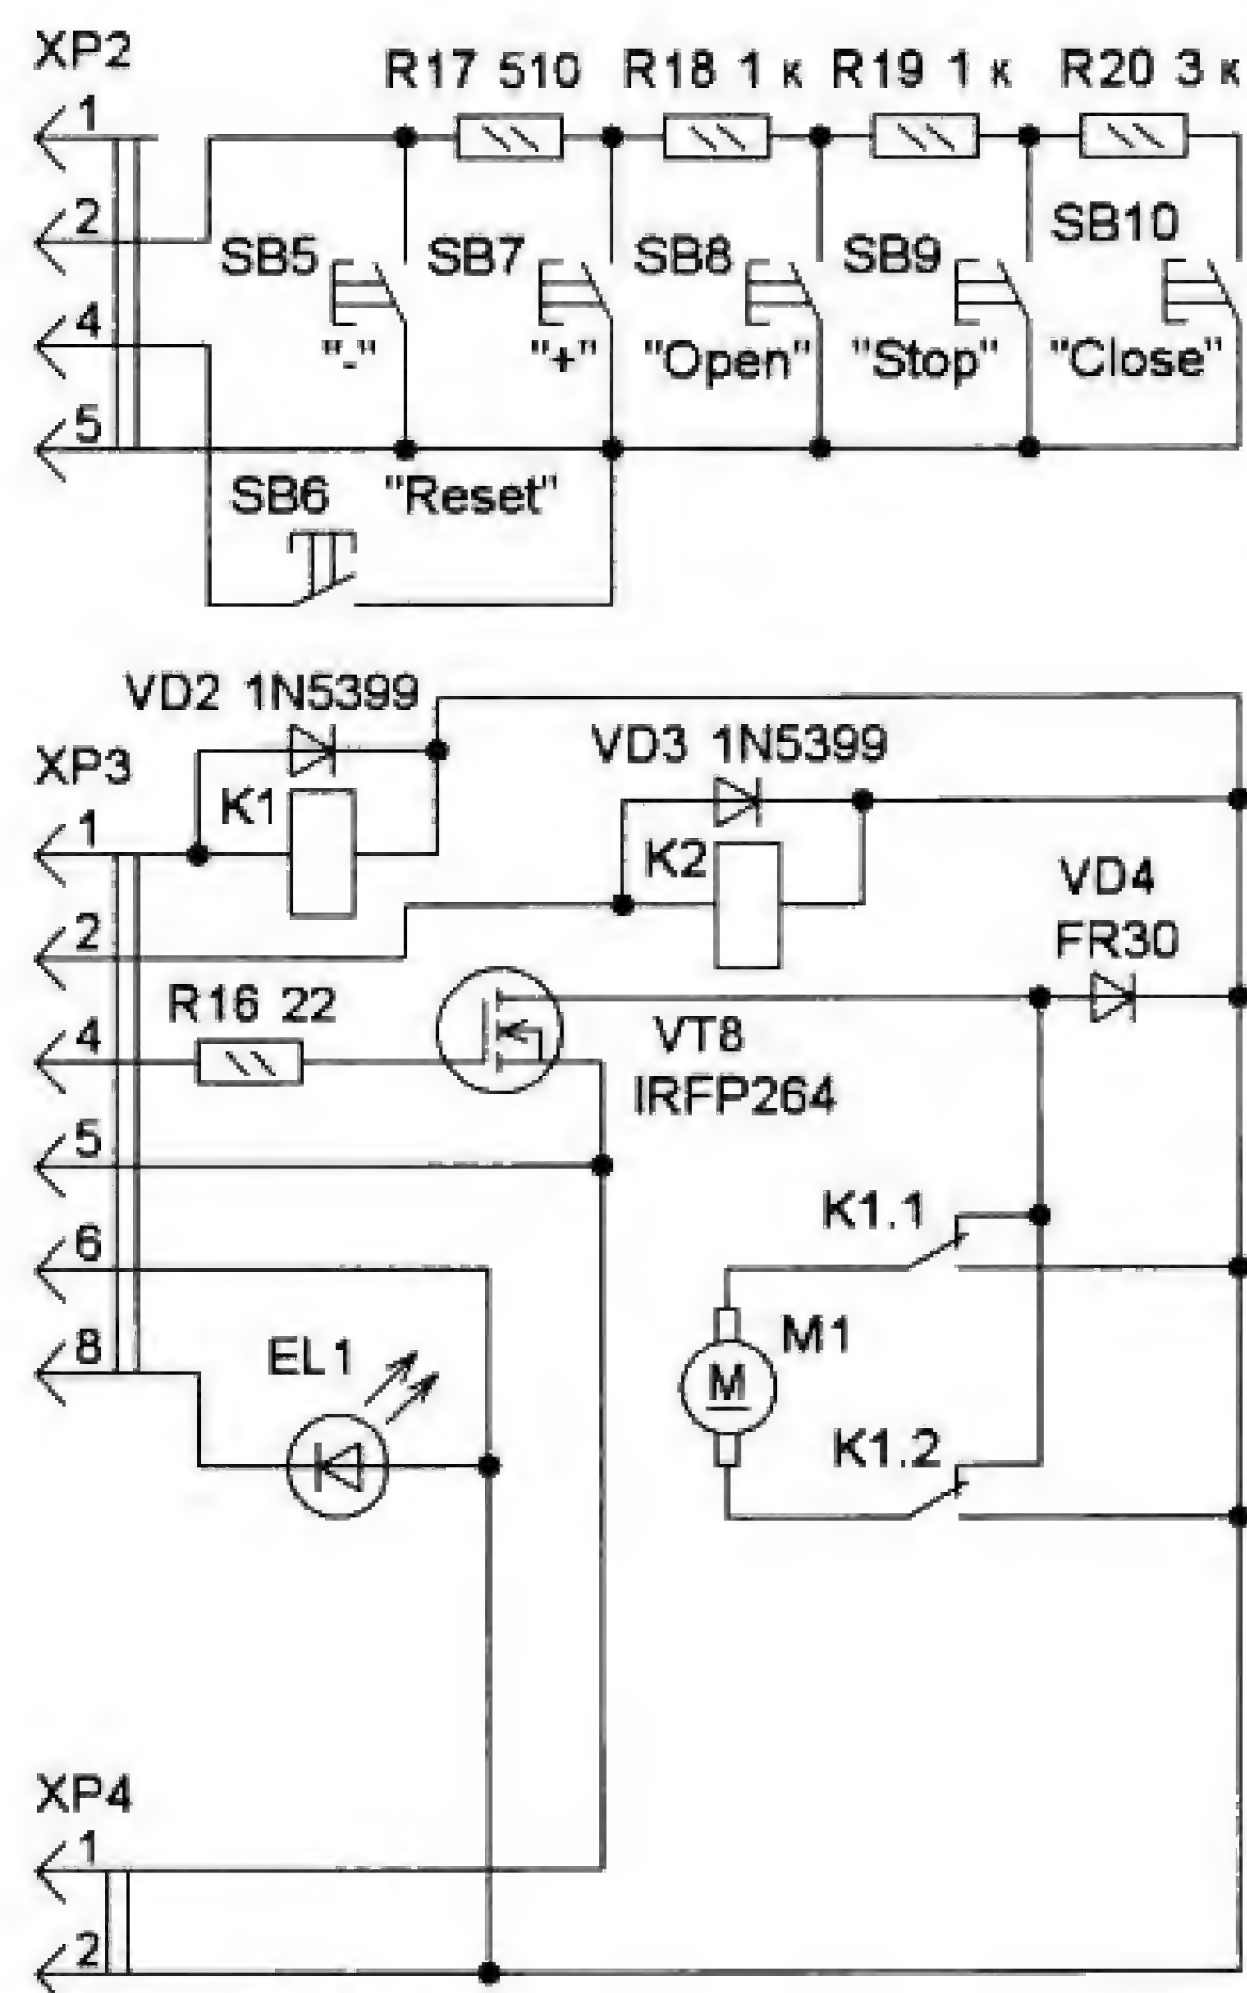 XP2
R17 510 R18 1 к R19 1 к R20 3 к
1
2
SB5 SB7 SB8 SB9 SB10
4
"-" "+" "Open" "Stop" "Close"
5
SB6 "Reset"
VD2 1N5399
VD3 1N5399
XP3
K1
1
K2
VD4
FR30
2
R16 22
4
VT8
IRFP264
5
K1.1
6
M1
8
EL1
M
K1.2
XP4
1
2